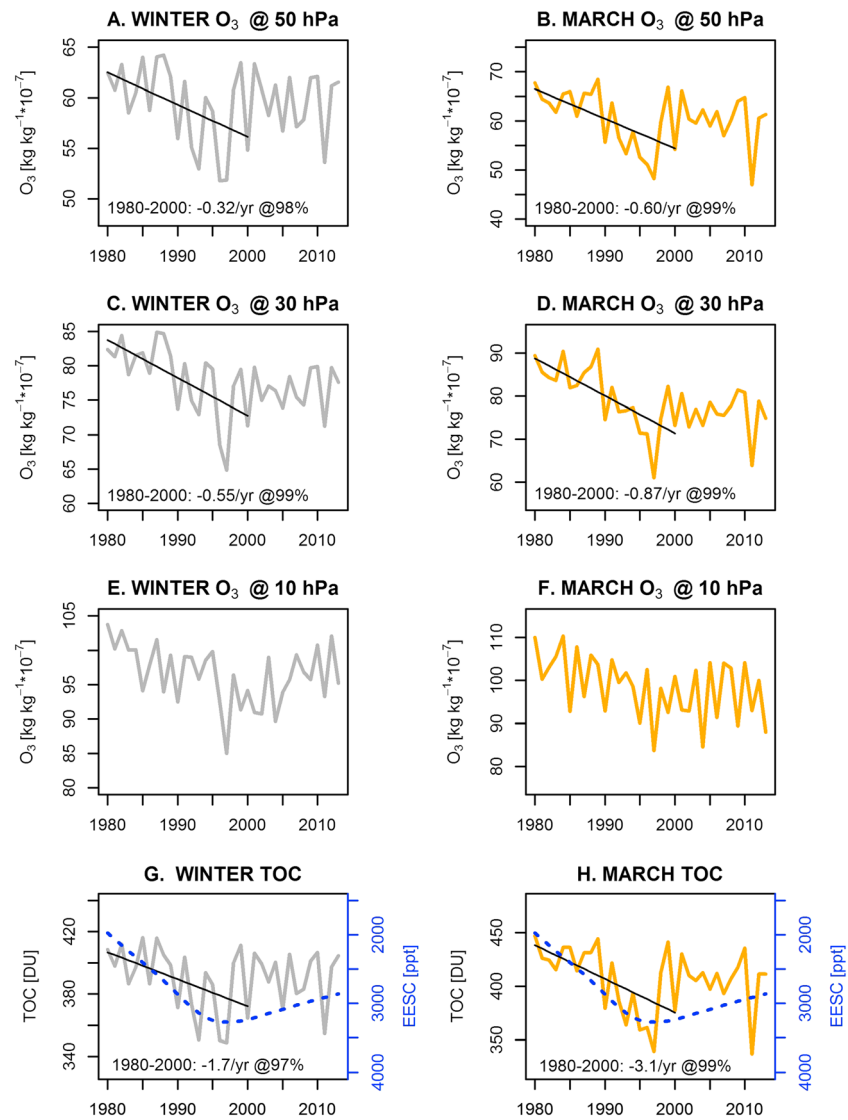 A. WINTER O₃ @ 50 hPa
O₃ [kg kg⁻¹*10⁻⁷]
65
60
55
50
1980-2000: -0.32/yr @98%
1980 1990 2000 2010
B. MARCH O₃ @ 50 hPa
O₃ [kg kg⁻¹*10⁻⁷]
70
60
50
40
1980-2000: -0.60/yr @99%
1980 1990 2000 2010
C. WINTER O₃ @ 30 hPa
O₃ [kg kg⁻¹*10⁻⁷]
85
80
75
70
65
60
1980-2000: -0.55/yr @99%
1980 1990 2000 2010
D. MARCH O₃ @ 30 hPa
O₃ [kg kg⁻¹*10⁻⁷]
90
80
70
60
1980-2000: -0.87/yr @99%
1980 1990 2000 2010
E. WINTER O₃ @ 10 hPa
O₃ [kg kg⁻¹*10⁻⁷]
105
95
90
85
80
1980 1990 2000 2010
F. MARCH O₃ @ 10 hPa
O₃ [kg kg⁻¹*10⁻⁷]
110
100
90
80
1980 1990 2000 2010
G. WINTER TOC
TOC [DU]
420
380
340
EESC [ppt]
2000
3000
4000
1980-2000: -1.7/yr @97%
1980 1990 2000 2010
H. MARCH TOC
TOC [DU]
450
400
350
EESC [ppt]
2000
3000
4000
1980-2000: -3.1/yr @99%
1980 1990 2000 2010